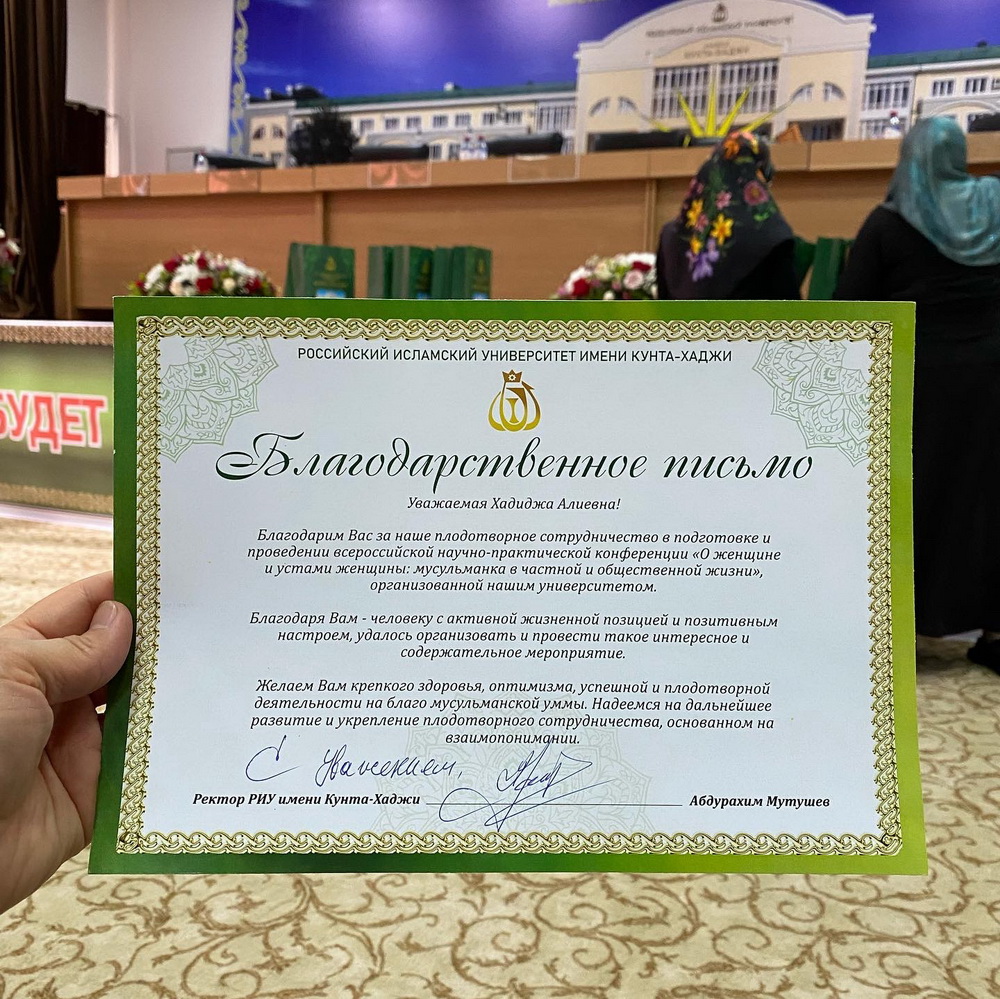 БУДЕТ
РОССИЙСКИЙ ИСЛАМСКИЙ УНИВЕРСИТЕТ ИМЕНИ КУНТА-ХАДЖИ
Благодарственное письмо
Уважаемая Хадиджа Алиевна!
Благодарим Вас за наше плодотворное сотрудничество в подготовке и
проведении всероссийской научно-практической конференции «О женщине
и устами женщины: мусульманка в частной и общественной жизни»,
организованной нашим университетом.
Благодаря Вам - человеку с активной жизненной позицией и позитивным
настроем, удалось организовать и провести такое интересное и
содержательное мероприятие.
Желаем Вам крепкого здоровья, оптимизма, успешной и плодотворной
деятельности на благо мусульманской уммы. Надеемся на дальнейшее
развитие и укрепление плодотворного сотрудничества, основанном на
взаимопонимании.
С уважением,
Ректор РИУ имени Кунта-Хаджи Абдурахим Мутушев